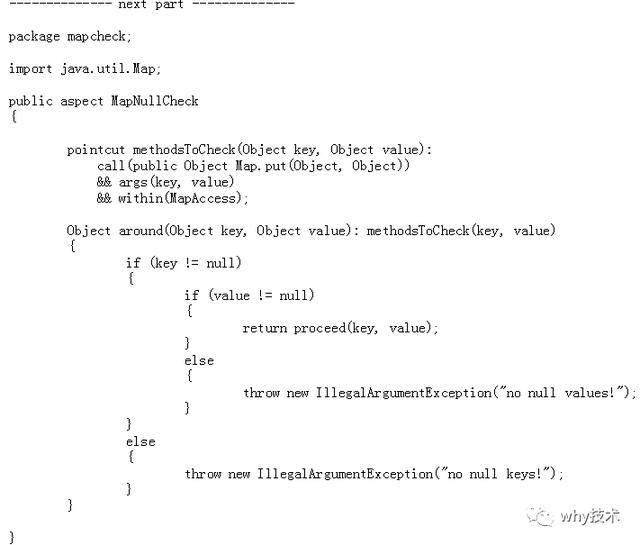 -------------- next part --------------
package mapcheck;
import java.util.Map;
public aspect MapNullCheck
{
pointcut methodsToCheck(Object key, Object value):
call(public Object Map.put(Object, Object))
&& args(key, value)
&& within(MapAccess);
Object around(Object key, Object value): methodsToCheck(key, value)
{
if (key != null)
{
if (value != null)
{
return proceed(key, value);
}
else
{
throw new IllegalArgumentException("no null values!");
}
}
else
{
throw new IllegalArgumentException("no null keys!");
}
}
}
why技术